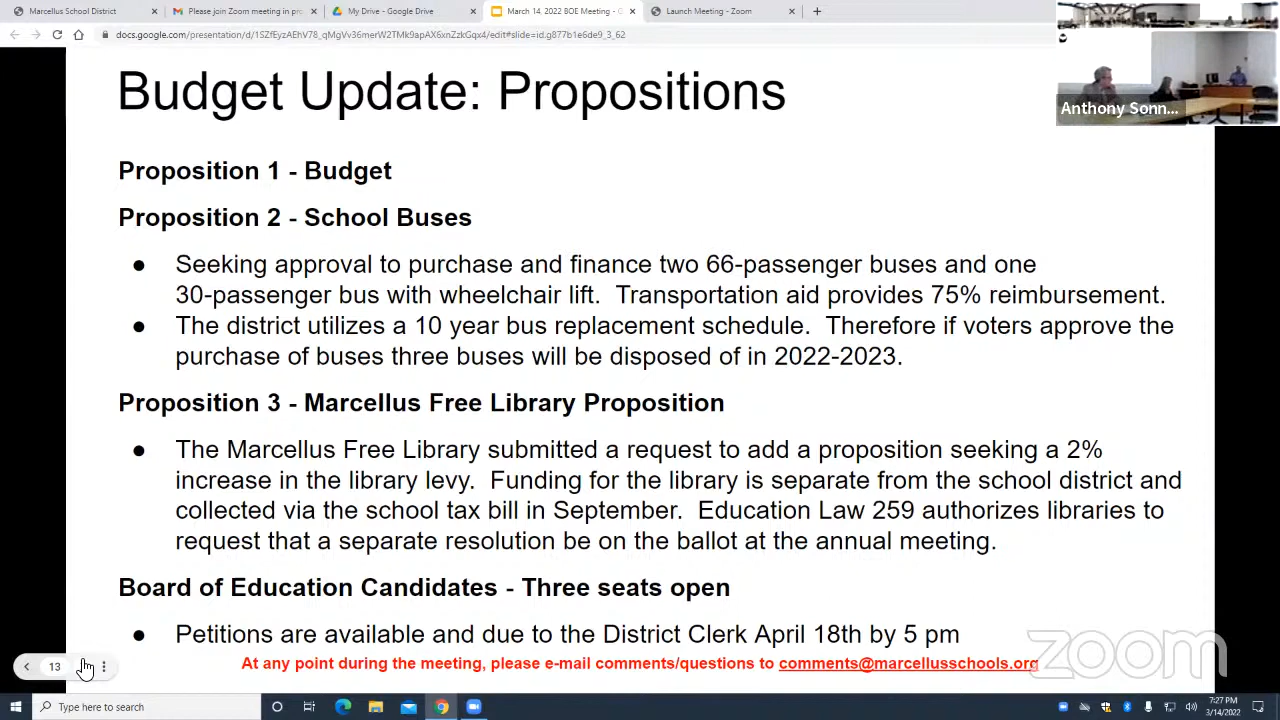 Marcellus School District
Please join Zoom meeting in pro
My Drive - Google Drive
March 14, 2022 BOE Meeting - G
Launch Meeting - Zoom
Budget Update: Propositions
Anthony Sonn...
Proposition 1 - Budget
Proposition 2 - School Buses
● Seeking approval to purchase and finance two 66-passenger buses and one
30-passenger bus with wheelchair lift. Transportation aid provides 75% reimbursement.
● The district utilizes a 10 year bus replacement schedule. Therefore if voters approve the
purchase of buses three buses will be disposed of in 2022-2023.
Proposition 3 - Marcellus Free Library Proposition
● The Marcellus Free Library submitted a request to add a proposition seeking a 2%
increase in the library levy. Funding for the library is separate from the school district and
collected via the school tax bill in September. Education Law 259 authorizes libraries to
request that a separate resolution be on the ballot at the annual meeting.
Board of Education Candidates - Three seats open
● Petitions are available and due to the District Clerk April 18th by 5 pm
zoom
13
At any point during the meeting, please e-mail comments/questions to comments@marcellusschools.org
Type here to search
7:27 PM
3/14/2022